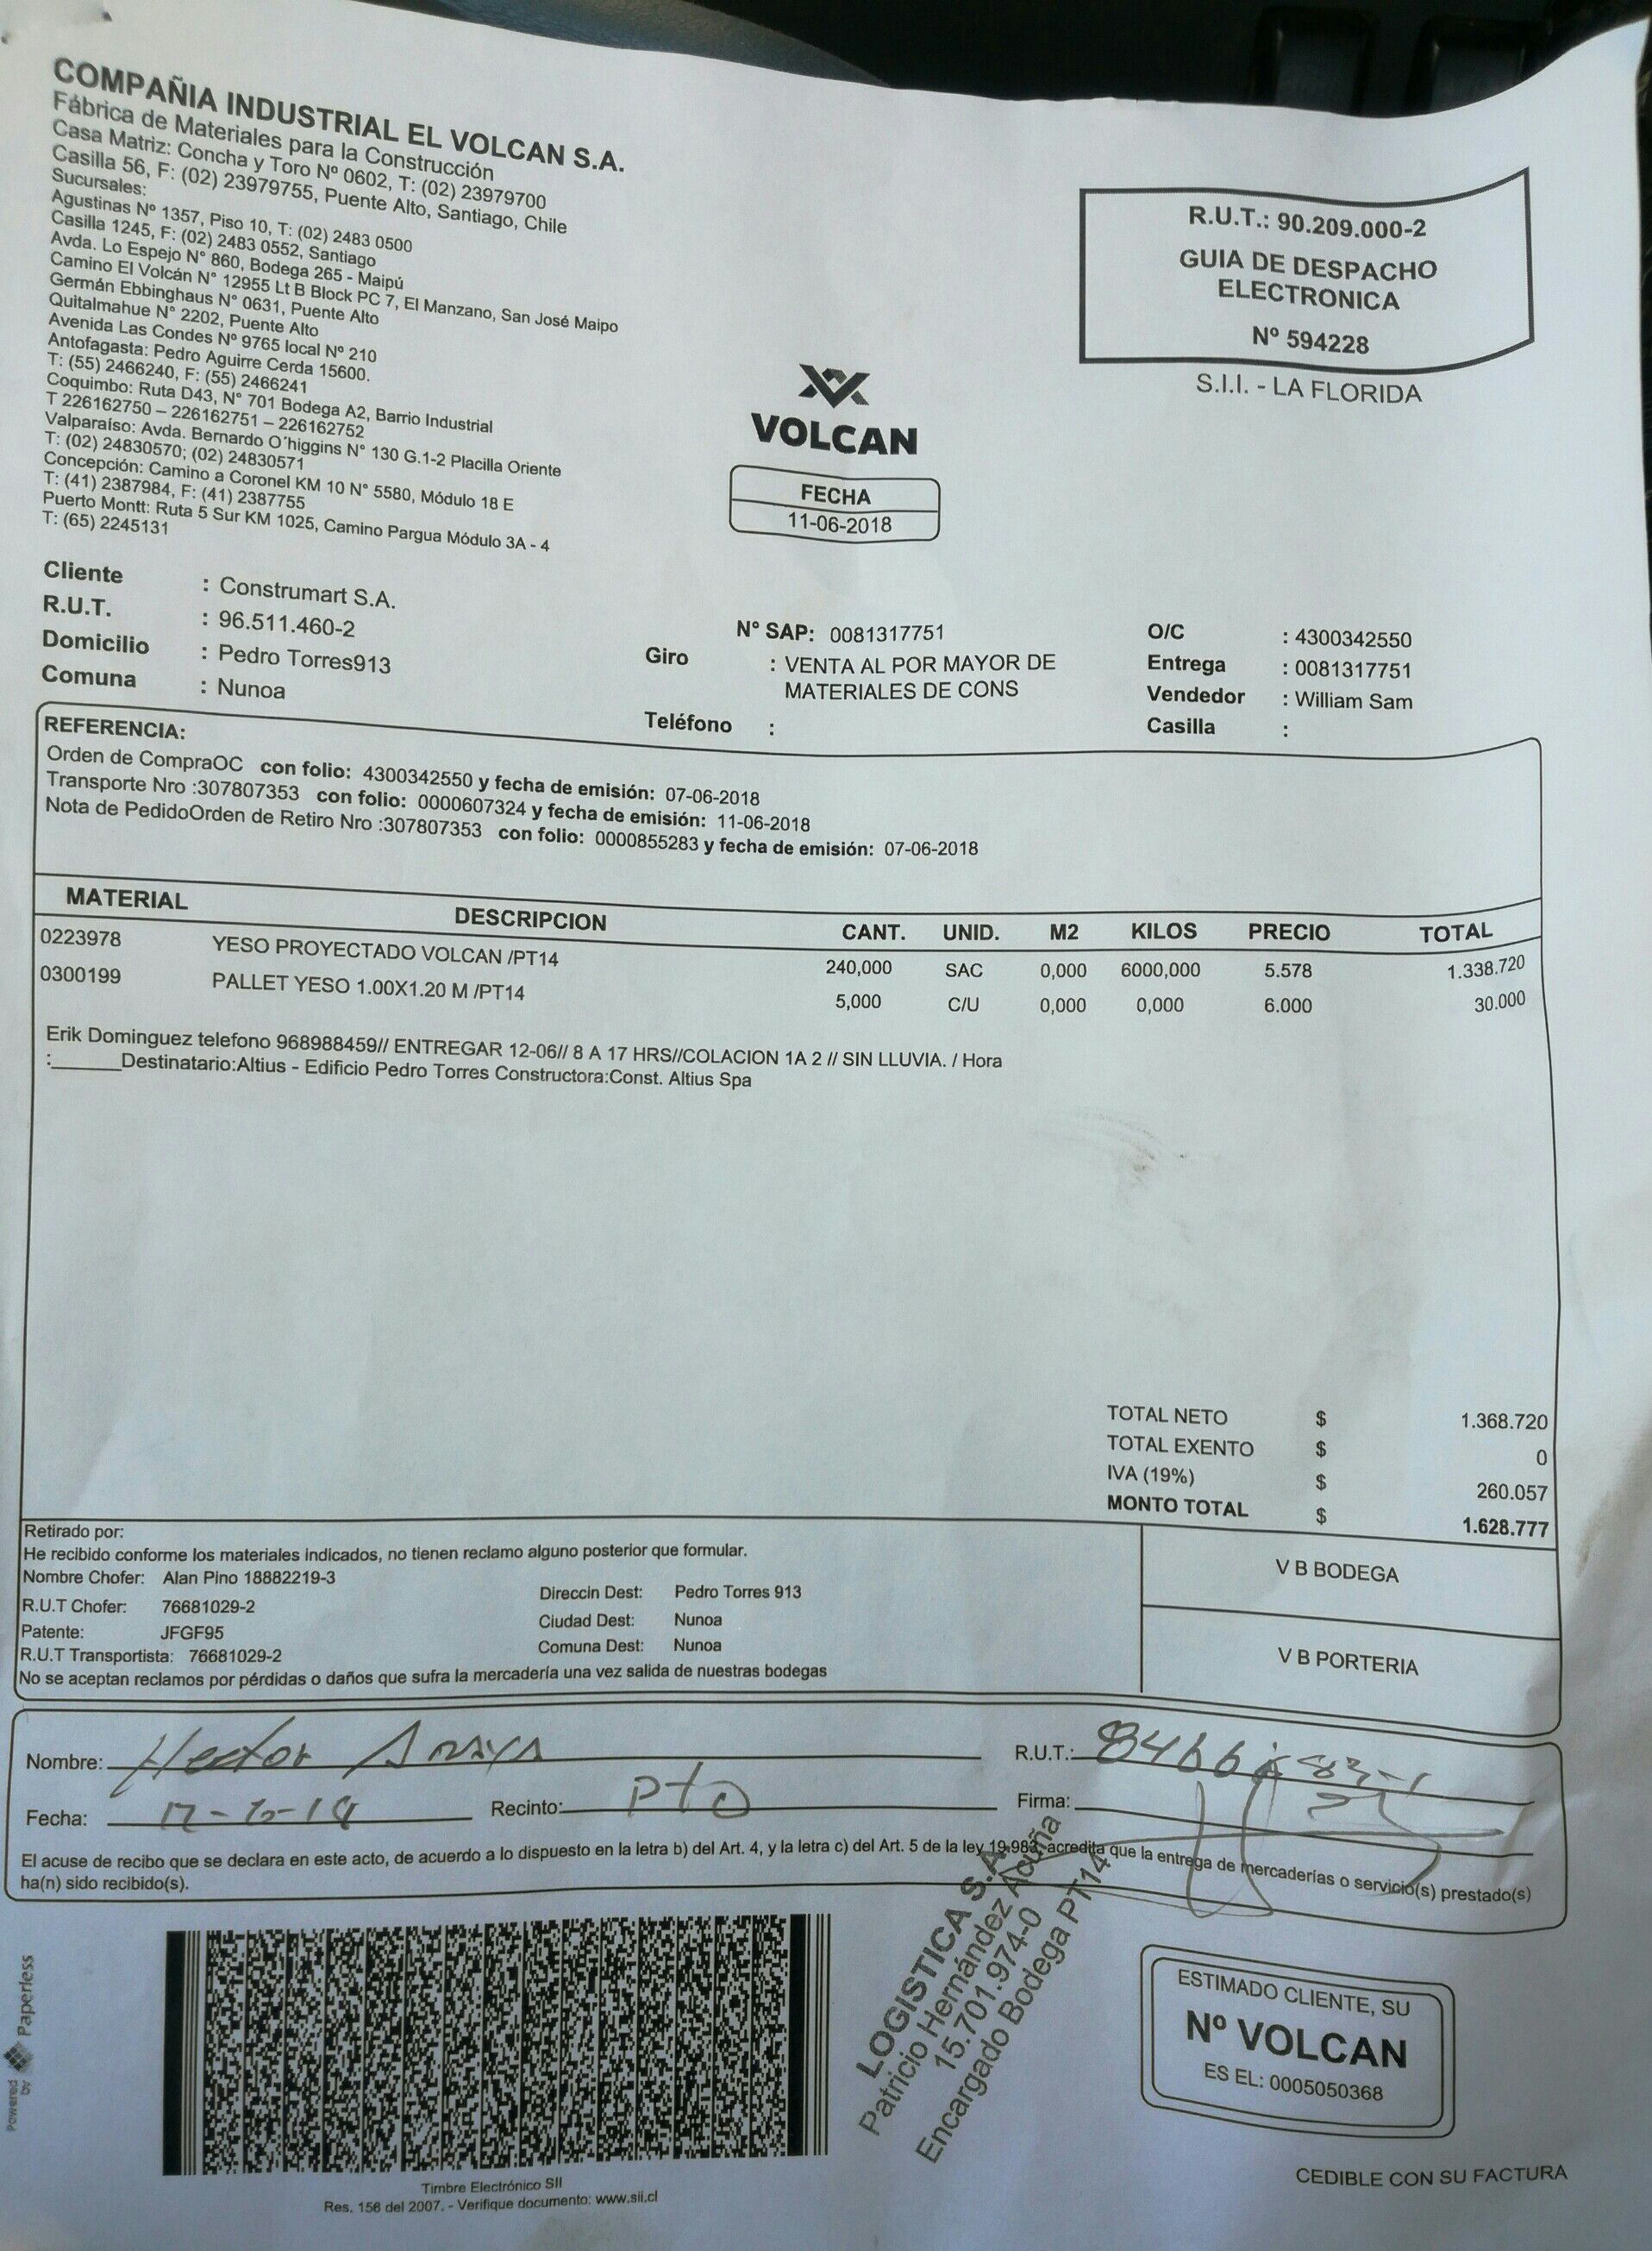 COMPAÑIA INDUSTRIAL EL VOLCAN S.A.
Fábrica de Materiales para la Construcción
Casa Matriz: Concha y Toro Nº 0602, T: (02) 23979700
Casilla 56, F: (02) 23979755, Puente Alto, Santiago, Chile
Sucursales:
Agustinas Nº 1357, Piso 10, T: (02) 2483 0500
Casilla 1245, F: (02) 2483 0552, Santiago
Avda. Lo Espejo N° 860, Bodega 265 - Maipú
Camino El Volcán N° 12955 Lt B Block PC 7, El Manzano, San José Maipo
Germán Ebbinghaus N° 0631, Puente Alto
Quitalmahue N° 2202, Puente Alto
Avenida Las Condes Nº 9765 local Nº 210
Antofagasta: Pedro Aguirre Cerda 15600.
T: (55) 2466240, F: (55) 2466241
Coquimbo: Ruta D43, N° 701 Bodega A2, Barrio Industrial
T 226162750 – 226162751 – 226162752
Valparaíso: Avda. Bernardo O´higgins N° 130 G.1-2 Placilla Oriente
T: (02) 24830570; (02) 24830571
Concepción: Camino a Coronel KM 10 N° 5580, Módulo 18 E
T: (41) 2387984, F: (41) 2387755
Puerto Montt: Ruta 5 Sur KM 1025, Camino Pargua Módulo 3A - 4
T: (65) 2245131
R.U.T.: 90.209.000-2
GUIA DE DESPACHO
ELECTRONICA
Nº 594228
S.I.I. - LA FLORIDA
VOLCAN
FECHA
11-06-2018
Cliente : Construmart S.A.
R.U.T. : 96.511.460-2
Domicilio : Pedro Torres913
Comuna : Nunoa
N° SAP: 0081317751
Giro : VENTA AL POR MAYOR DE
MATERIALES DE CONS
Teléfono :
O/C : 4300342550
Entrega : 0081317751
Vendedor : William Sam
Casilla :
REFERENCIA:
Orden de CompraOC con folio: 4300342550 y fecha de emisión: 07-06-2018
Transporte Nro :307807353 con folio: 0000607324 y fecha de emisión: 11-06-2018
Nota de PedidoOrden de Retiro Nro :307807353 con folio: 0000855283 y fecha de emisión: 07-06-2018
MATERIAL DESCRIPCION CANT. UNID. M2 KILOS PRECIO TOTAL
0223978 YESO PROYECTADO VOLCAN /PT14 240,000 SAC 0,000 6000,000 5.578 1.338.720
0300199 PALLET YESO 1.00X1.20 M /PT14 5,000 C/U 0,000 0,000 6.000 30.000
Erik Dominguez telefono 968988459// ENTREGAR 12-06// 8 A 17 HRS//COLACION 1A 2 // SIN LLUVIA. / Hora
:______Destinatario:Altius - Edificio Pedro Torres Constructora:Const. Altius Spa
TOTAL NETO $ 1.368.720
TOTAL EXENTO $ 0
IVA (19%) $ 260.057
MONTO TOTAL $ 1.628.777
Retirado por:
He recibido conforme los materiales indicados, no tienen reclamo alguno posterior que formular.
Nombre Chofer: Alan Pino 18882219-3
R.U.T Chofer: 76681029-2
Patente: JFGF95
R.U.T Transportista: 76681029-2
Direccin Dest: Pedro Torres 913
Ciudad Dest: Nunoa
Comuna Dest: Nunoa
No se aceptan reclamos por pérdidas o daños que sufra la mercadería una vez salida de nuestras bodegas
V B BODEGA
V B PORTERIA
Nombre: Hector
R.U.T.:
Fecha:
Recinto: Pto
Firma:
El acuse de recibo que se declara en este acto, de acuerdo a lo dispuesto en la letra b) del Art. 4, y la letra c) del Art. 5 de la ley 19.983, acredita que la entrega de mercaderías o servicio(s) prestado(s)
ha(n) sido recibido(s).
LOGISTICA S.A.
Patricio Hernández Acuña
15.701.974-0
Encargado Bodega PT14
Powered by Paperless
Timbre Electrónico SII
Res. 156 del 2007. - Verifique documento: www.sii.cl
ESTIMADO CLIENTE, SU
Nº VOLCAN
ES EL: 0005050368
CEDIBLE CON SU FACTURA